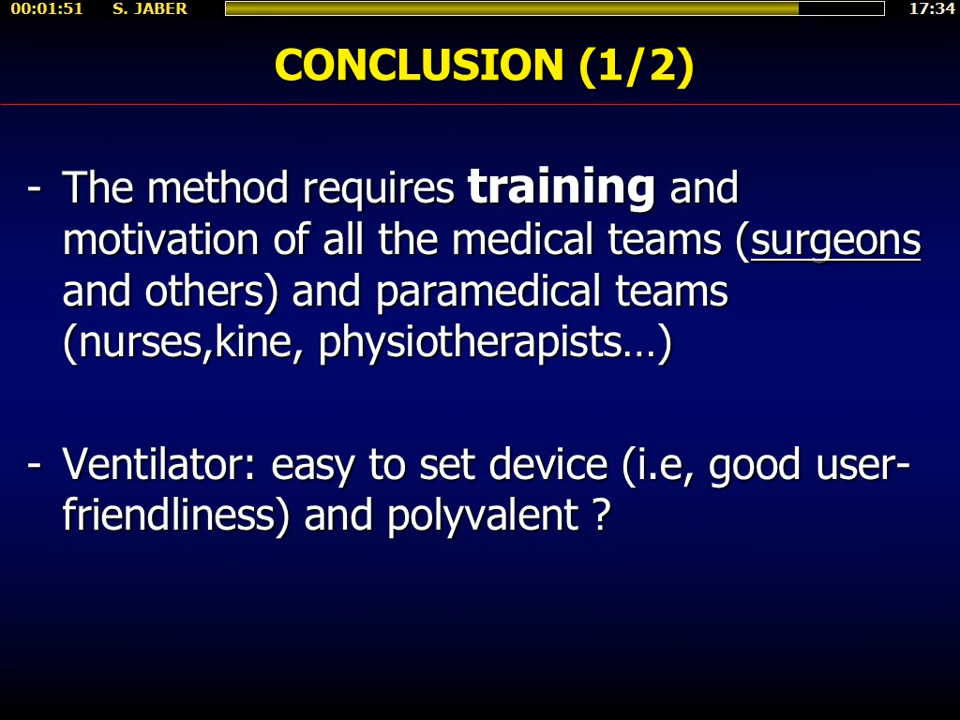 00:01:51 S. JABER 17:34
CONCLUSION (1/2)
- The method requires training and
motivation of all the medical teams (surgeons
and others) and paramedical teams
(nurses,kine, physiotherapists…)
- Ventilator: easy to set device (i.e, good user-
friendliness) and polyvalent ?